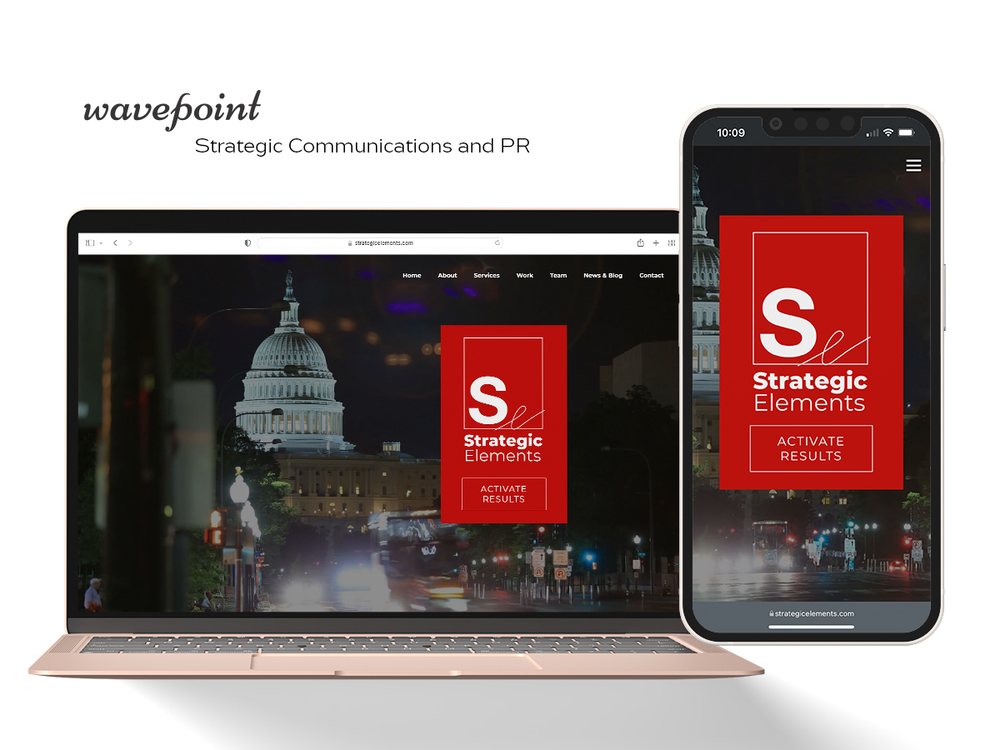 wavepoint
Strategic Communications and PR
strategicelements.com
Home About Services Work Team News & Blog Contact
Se
Strategic
Elements
ACTIVATE
RESULTS
10:09
Se
Strategic
Elements
ACTIVATE
RESULTS
strategicelements.com